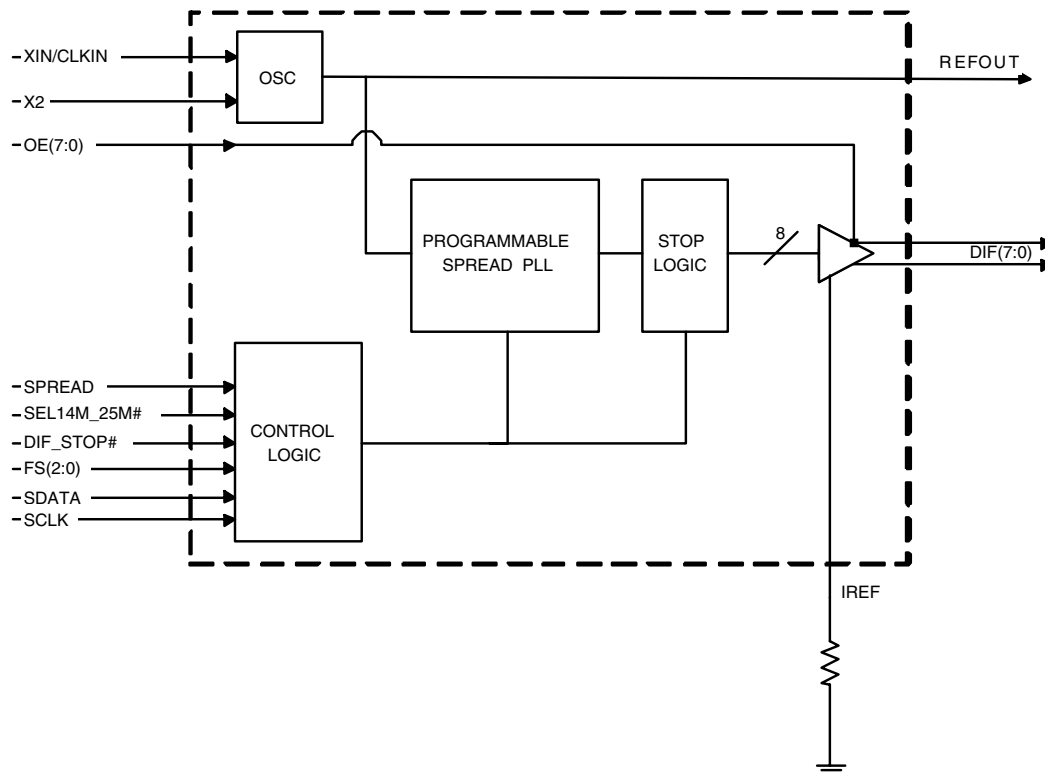 XIN/CLKIN
OSC
REFOUT
X2
OE(7:0)
PROGRAMMABLE
SPREAD PLL
STOP
LOGIC
8
DIF(7:0)
SPREAD
SEL14M_25M#
DIF_STOP#
FS(2:0)
SDATA
SCLK
CONTROL
LOGIC
IREF